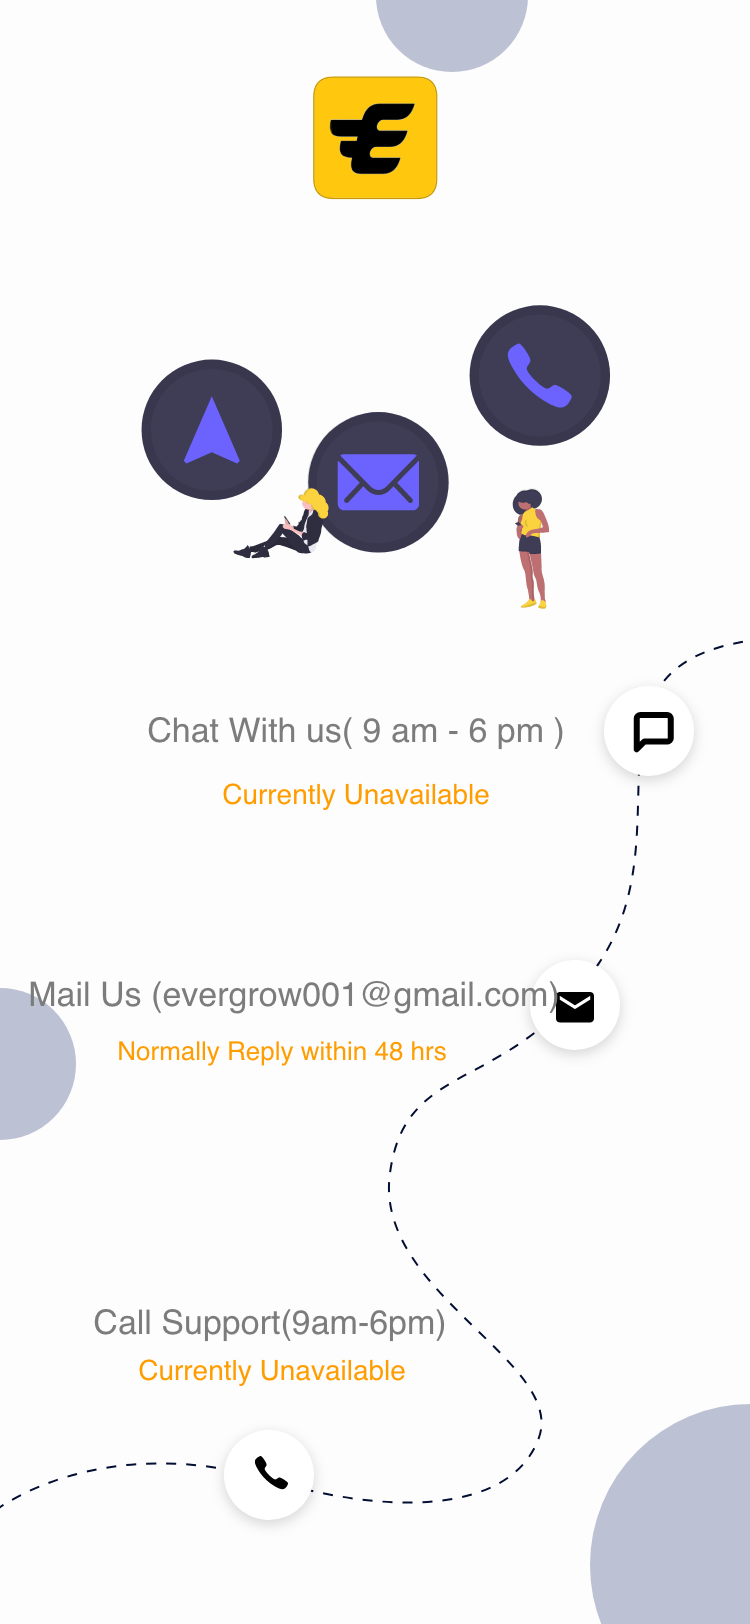 Chat With us( 9 am - 6 pm )
Currently Unavailable
Mail Us (evergrow001@gmail.com)
Normally Reply within 48 hrs
Call Support(9am-6pm)
Currently Unavailable